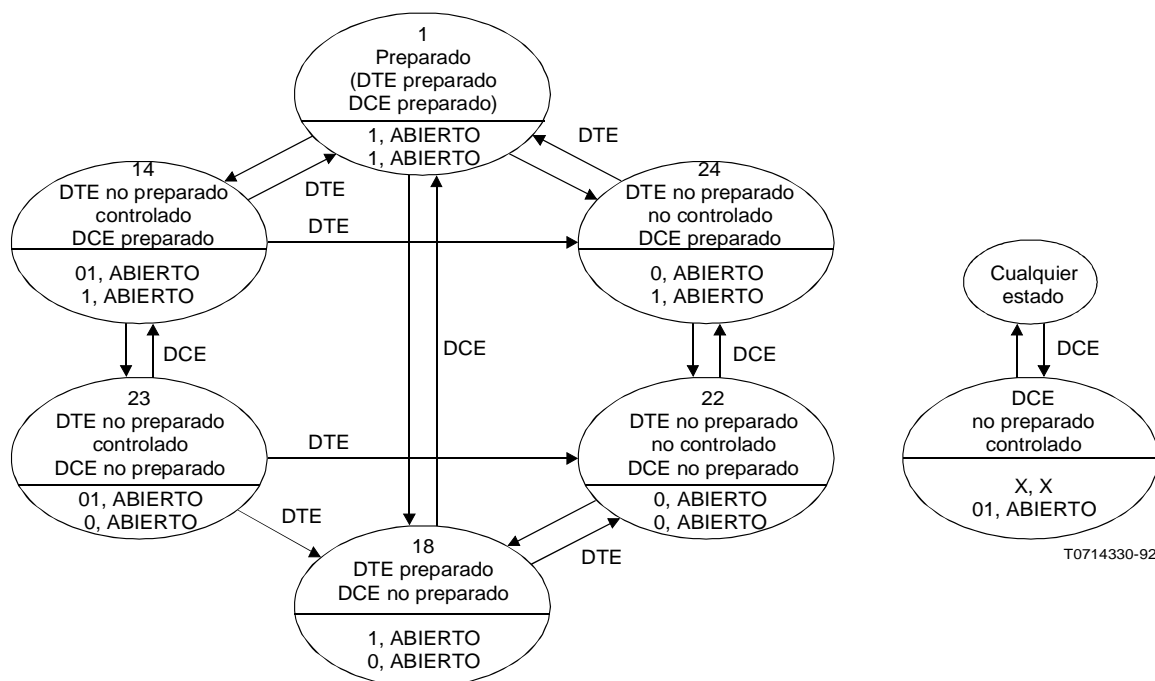 1
Preparado
(DTE preparado
DCE preparado)
1, ABIERTO
1, ABIERTO
DTE
DTE
14
DTE no preparado
controlado
DCE preparado
01, ABIERTO
1, ABIERTO
DTE
24
DTE no preparado
no controlado
DCE preparado
0, ABIERTO
1, ABIERTO
Cualquier
estado
DCE
DCE
DCE
DCE
23
DTE no preparado
controlado
DCE no preparado
01, ABIERTO
0, ABIERTO
DTE
22
DTE no preparado
no controlado
DCE no preparado
0, ABIERTO
0, ABIERTO
DCE
no preparado
controlado
X, X
01, ABIERTO
DTE
DTE
18
DTE preparado
DCE no preparado
1, ABIERTO
0, ABIERTO
T0714330-92